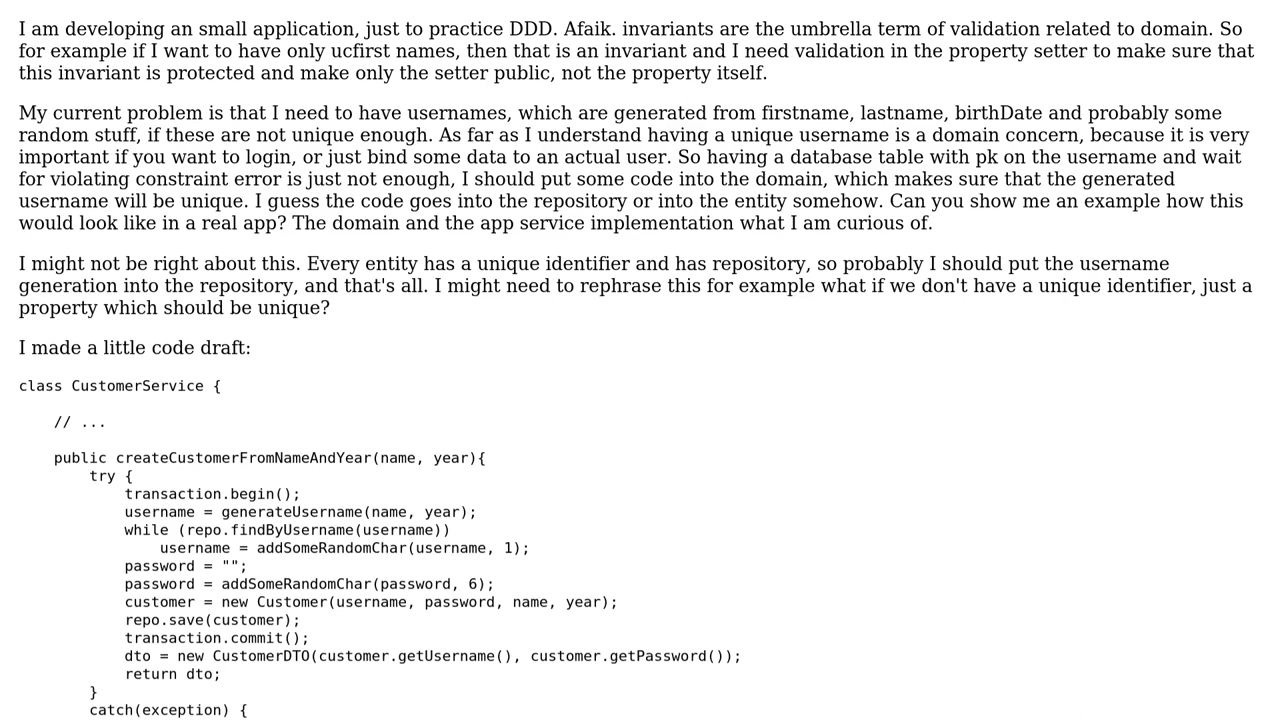 I am developing an small application, just to practice DDD. Afaik. invariants are the umbrella term of validation related to domain. So
for example if I want to have only ucfirst names, then that is an invariant and I need validation in the property setter to make sure that
this invariant is protected and make only the setter public, not the property itself.
My current problem is that I need to have usernames, which are generated from firstname, lastname, birthDate and probably some
random stuff, if these are not unique enough. As far as I understand having a unique username is a domain concern, because it is very
important if you want to login, or just bind some data to an actual user. So having a database table with pk on the username and wait
for violating constraint error is just not enough, I should put some code into the domain, which makes sure that the generated
username will be unique. I guess the code goes into the repository or into the entity somehow. Can you show me an example how this
would look like in a real app? The domain and the app service implementation what I am curious of.
I might not be right about this. Every entity has a unique identifier and has repository, so probably I should put the username
generation into the repository, and that's all. I might need to rephrase this for example what if we don't have a unique identifier, just a
property which should be unique?
I made a little code draft:
class CustomerService {
    // ...
    public createCustomerFromNameAndYear(name, year){
        try {
            transaction.begin();
            username = generateUsername(name, year);
            while (repo.findByUsername(username))
                username = addSomeRandomChar(username, 1);
            password = "";
            password = addSomeRandomChar(password, 6);
            customer = new Customer(username, password, name, year);
            repo.save(customer);
            transaction.commit();
            dto = new CustomerDTO(customer.getUsername(), customer.getPassword());
            return dto;
        }
        catch(exception) {